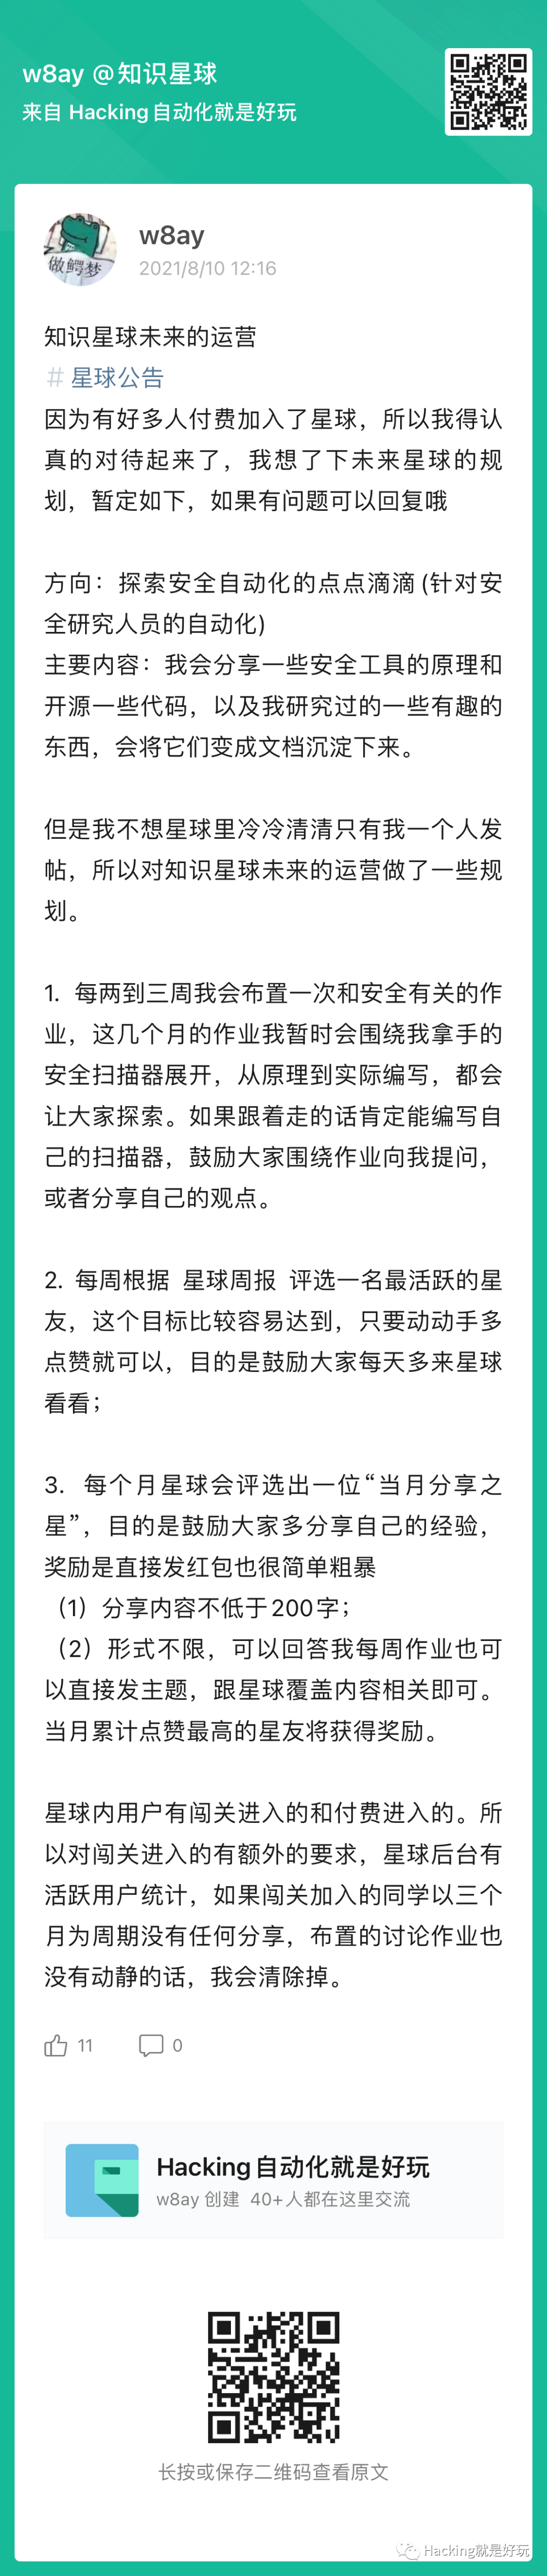 w8ay @知识星球
来自 Hacking自动化就是好玩
做鳄梦
w8ay
2021/8/10 12:16
知识星球未来的运营
# 星球公告
因为有好多人付费加入了星球，所以我得认
真的对待起来了，我想了下未来星球的规
划，暂定如下，如果有问题可以回复哦
方向：探索安全自动化的点点滴滴(针对安
全研究人员的自动化)
主要内容：我会分享一些安全工具的原理和
开源一些代码，以及我研究过的一些有趣的
东西，会将它们变成文档沉淀下来。
但是我不想星球里冷冷清清只有我一个人发
帖，所以对知识星球未来的运营做了一些规
划。
1. 每两到三周我会布置一次和安全有关的作
业，这几个月的作业我暂时会围绕我拿手的
安全扫描器展开，从原理到实际编写，都会
让大家探索。如果跟着走的话肯定能编写自
己的扫描器，鼓励大家围绕作业向我提问，
或者分享自己的观点。
2. 每周根据 星球周报 评选一名最活跃的星
友，这个目标比较容易达到，只要动动手多
点赞就可以，目的是鼓励大家每天多来星球
看看；
3. 每个月星球会评选出一位“当月分享之
星”，目的是鼓励大家多分享自己的经验，
奖励是直接发红包也很简单粗暴
（1）分享内容不低于200字；
（2）形式不限，可以回答我每周作业也可
以直接发主题，跟星球覆盖内容相关即可。
当月累计点赞最高的星友将获得奖励。
星球内用户有闯关进入的和付费进入的。所
以对闯关进入的有额外的要求，星球后台有
活跃用户统计，如果闯关加入的同学以三个
月为周期没有任何分享，布置的讨论作业也
没有动静的话，我会清除掉。
11
0
Hacking自动化就是好玩
w8ay 创建 40+人都在这里交流
长按或保存二维码查看原文
Hacking就是好玩